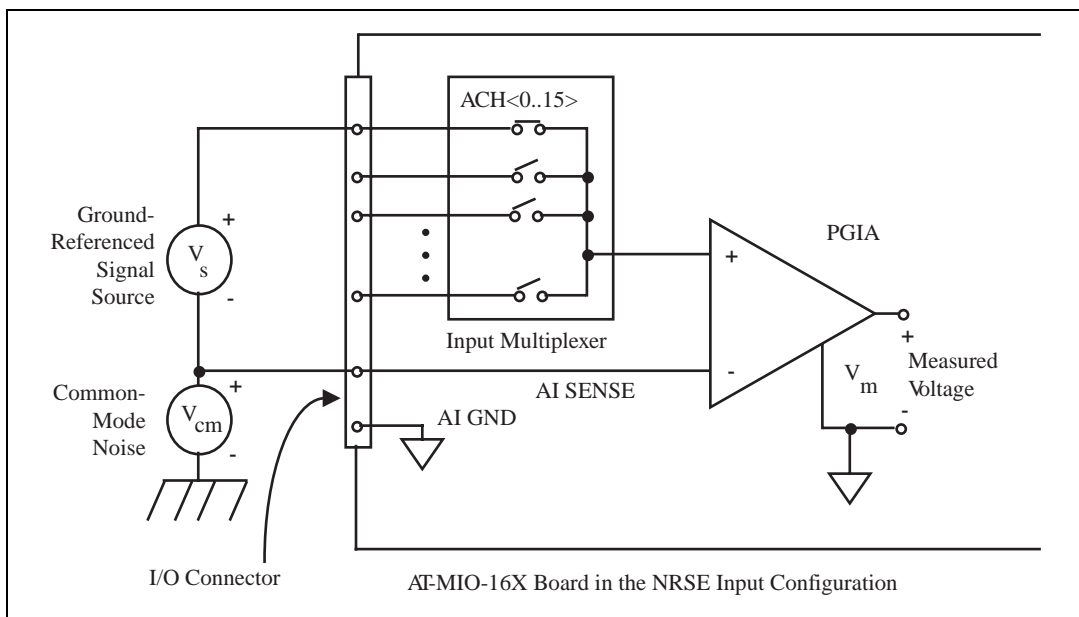 ACH<0..15>
+
Ground-
Referenced
Signal
Source
V
s
-
+
PGIA
Input Multiplexer
+
Common-
Mode
Noise
V
cm
-
AI SENSE
-
V
m
+
Measured
Voltage
-
AI GND
I/O Connector
AT-MIO-16X Board in the NRSE Input Configuration